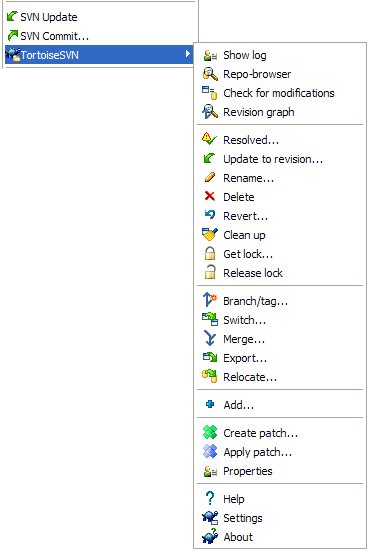 SVN Update
SVN Commit...
TortoiseSVN
Show log
Repo-browser
Check for modifications
Revision graph
Resolved...
Update to revision...
Rename...
Delete
Revert...
Clean up
Get lock...
Release lock
Branch/tag...
Switch...
Merge...
Export...
Relocate...
Add...
Create patch...
Apply patch...
Properties
Help
Settings
About